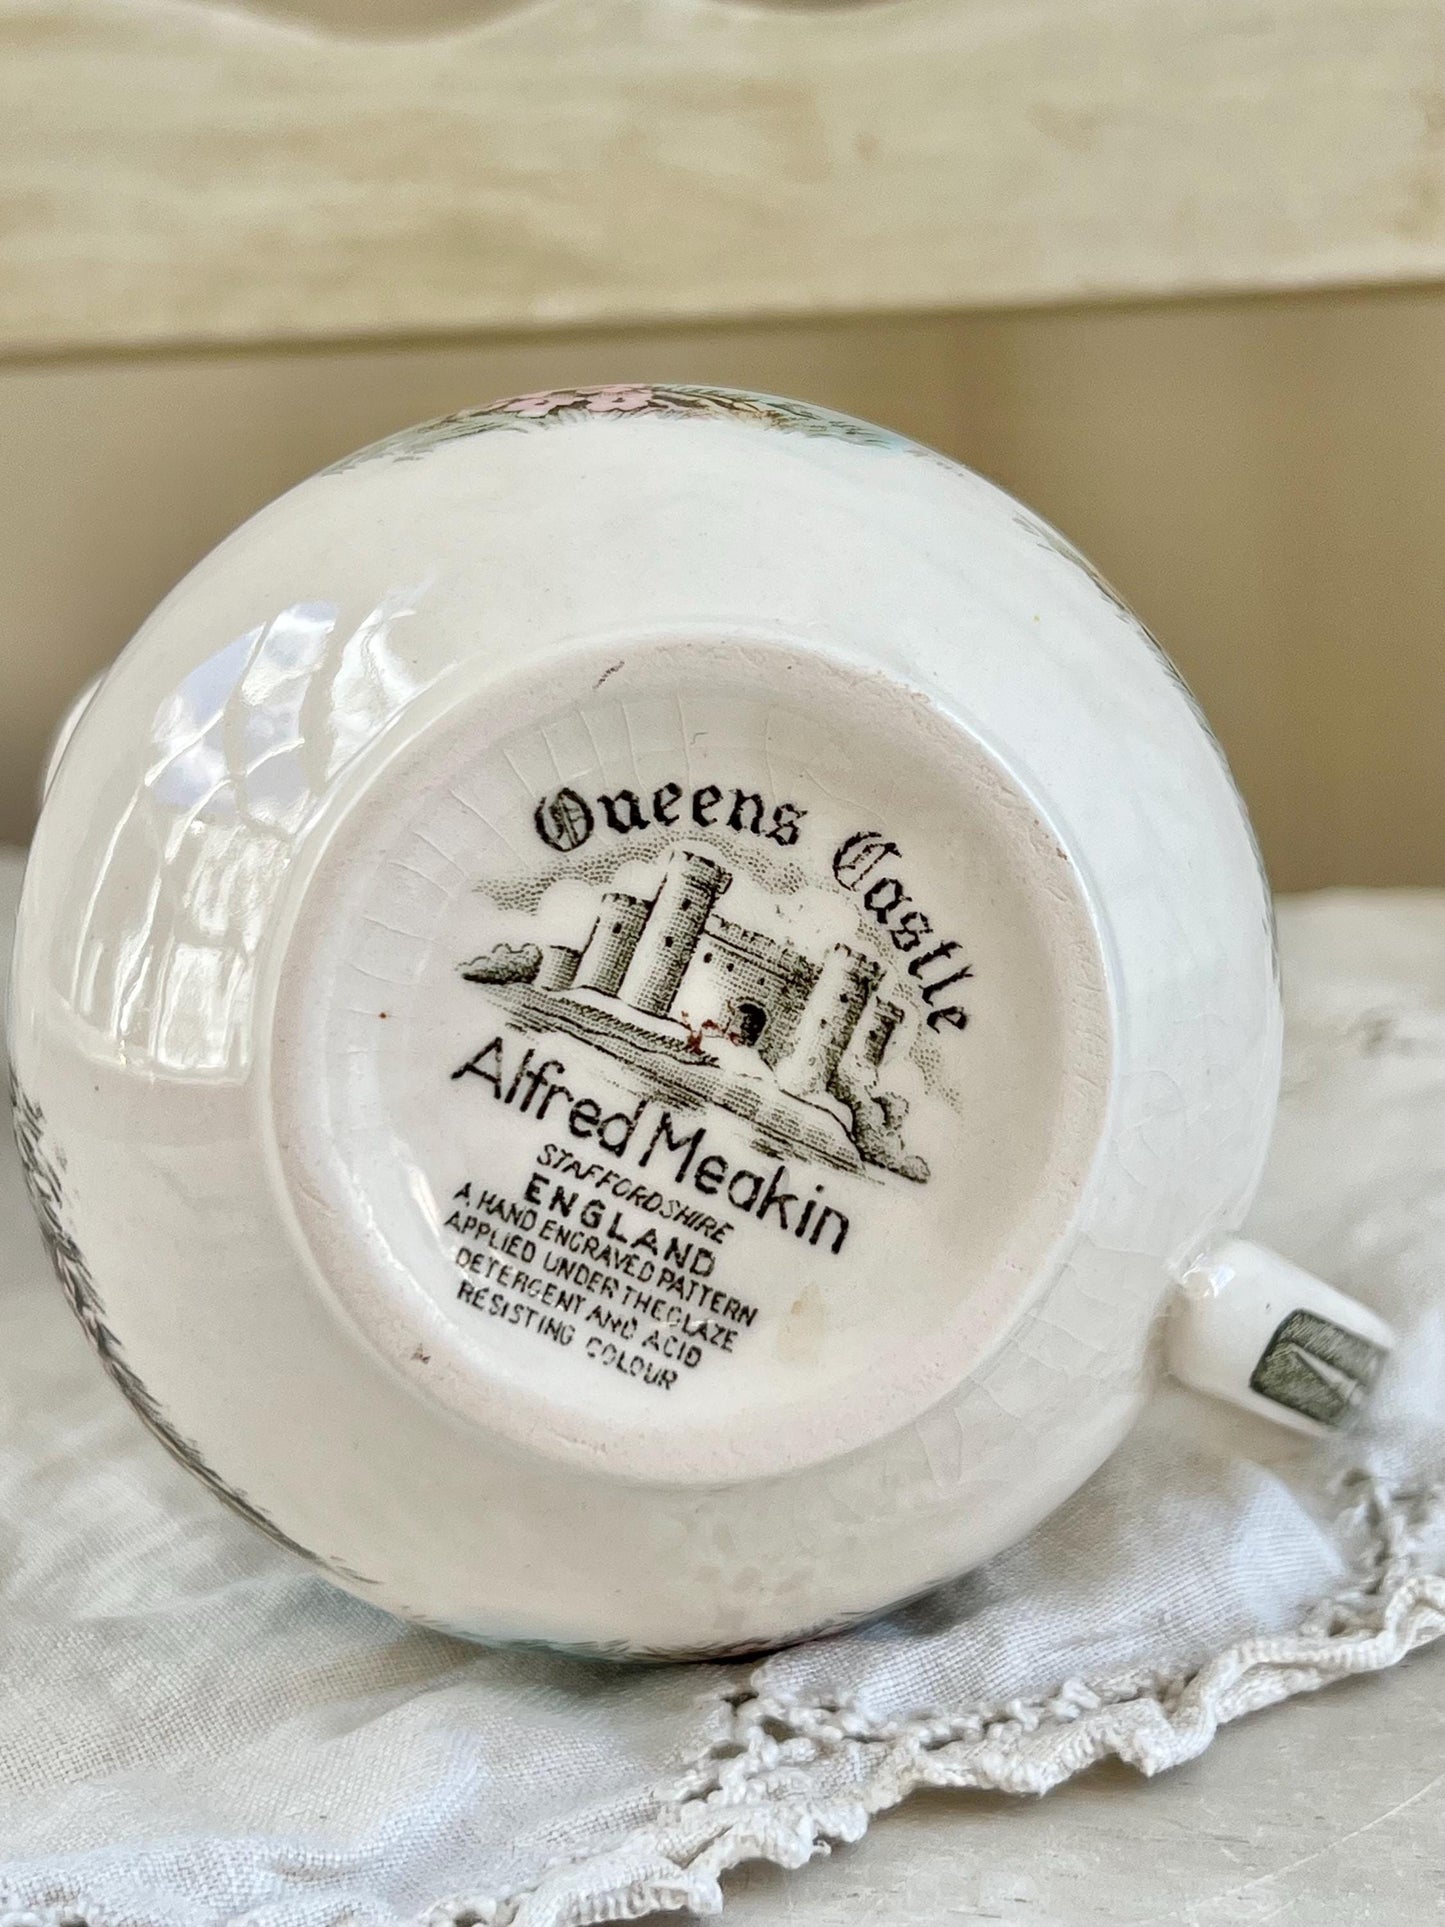 Queens Castle
Alfred Meakin
STAFFORDSHIRE
ENGLAND
A HAND ENGRAVED PATTERN
APPLIED UNDER THE GLAZE
DETERGENT AND ACID
RESISTING COLOUR